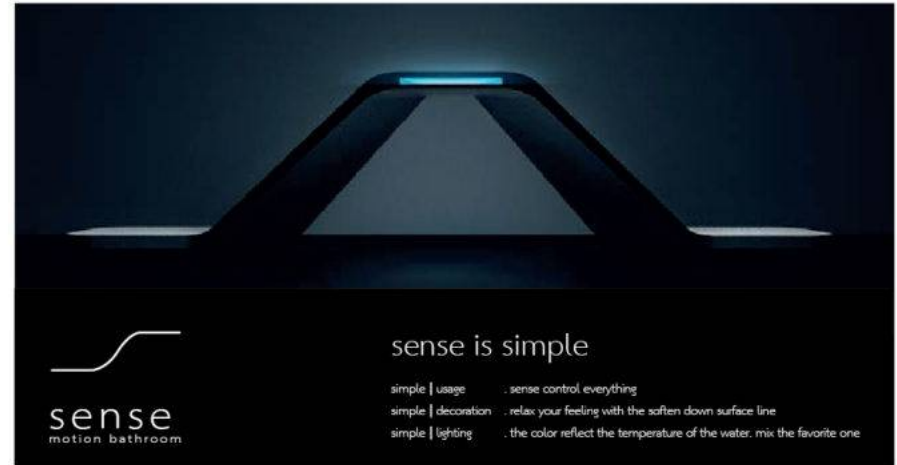 sense
motion bathroom
sense is simple
simple | usage . sense control everything
simple | decoration . relax your feeling with the soften down surface line
simple | lighting . the color reflect the temperature of the water. mix the favorite one